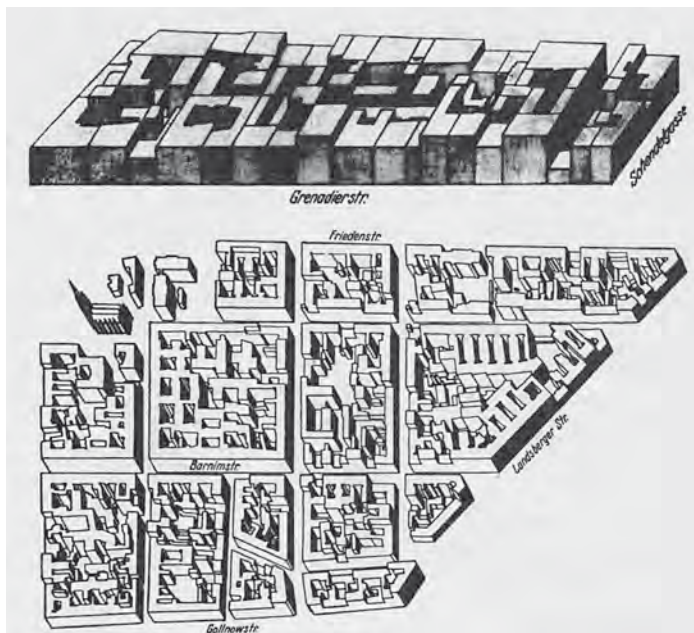 Grenadierstr.
Schendelgasse
Friedenstr.
Barnimstr.
Landsberger Str.
Gollnowstr.